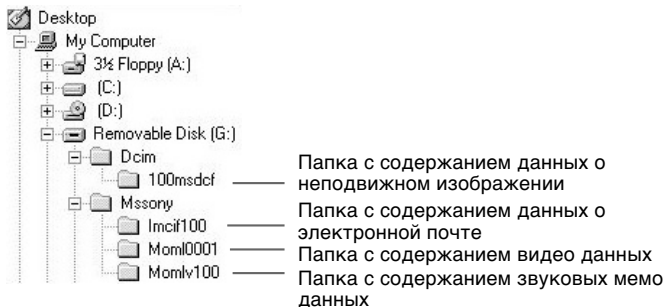 Desktop
My Computer
3½ Floppy (A:)
(C:)
(D:)
Removable Disk (G:)
Dcim
100msdcf
Папка с содержанием данных о
неподвижном изображении
Mssony
Imcif100
Папка с содержанием данных о
электронной почте
Moml0001
Папка с содержанием видео данных
Momlv100
Папка с содержанием звуковых мемо
данных